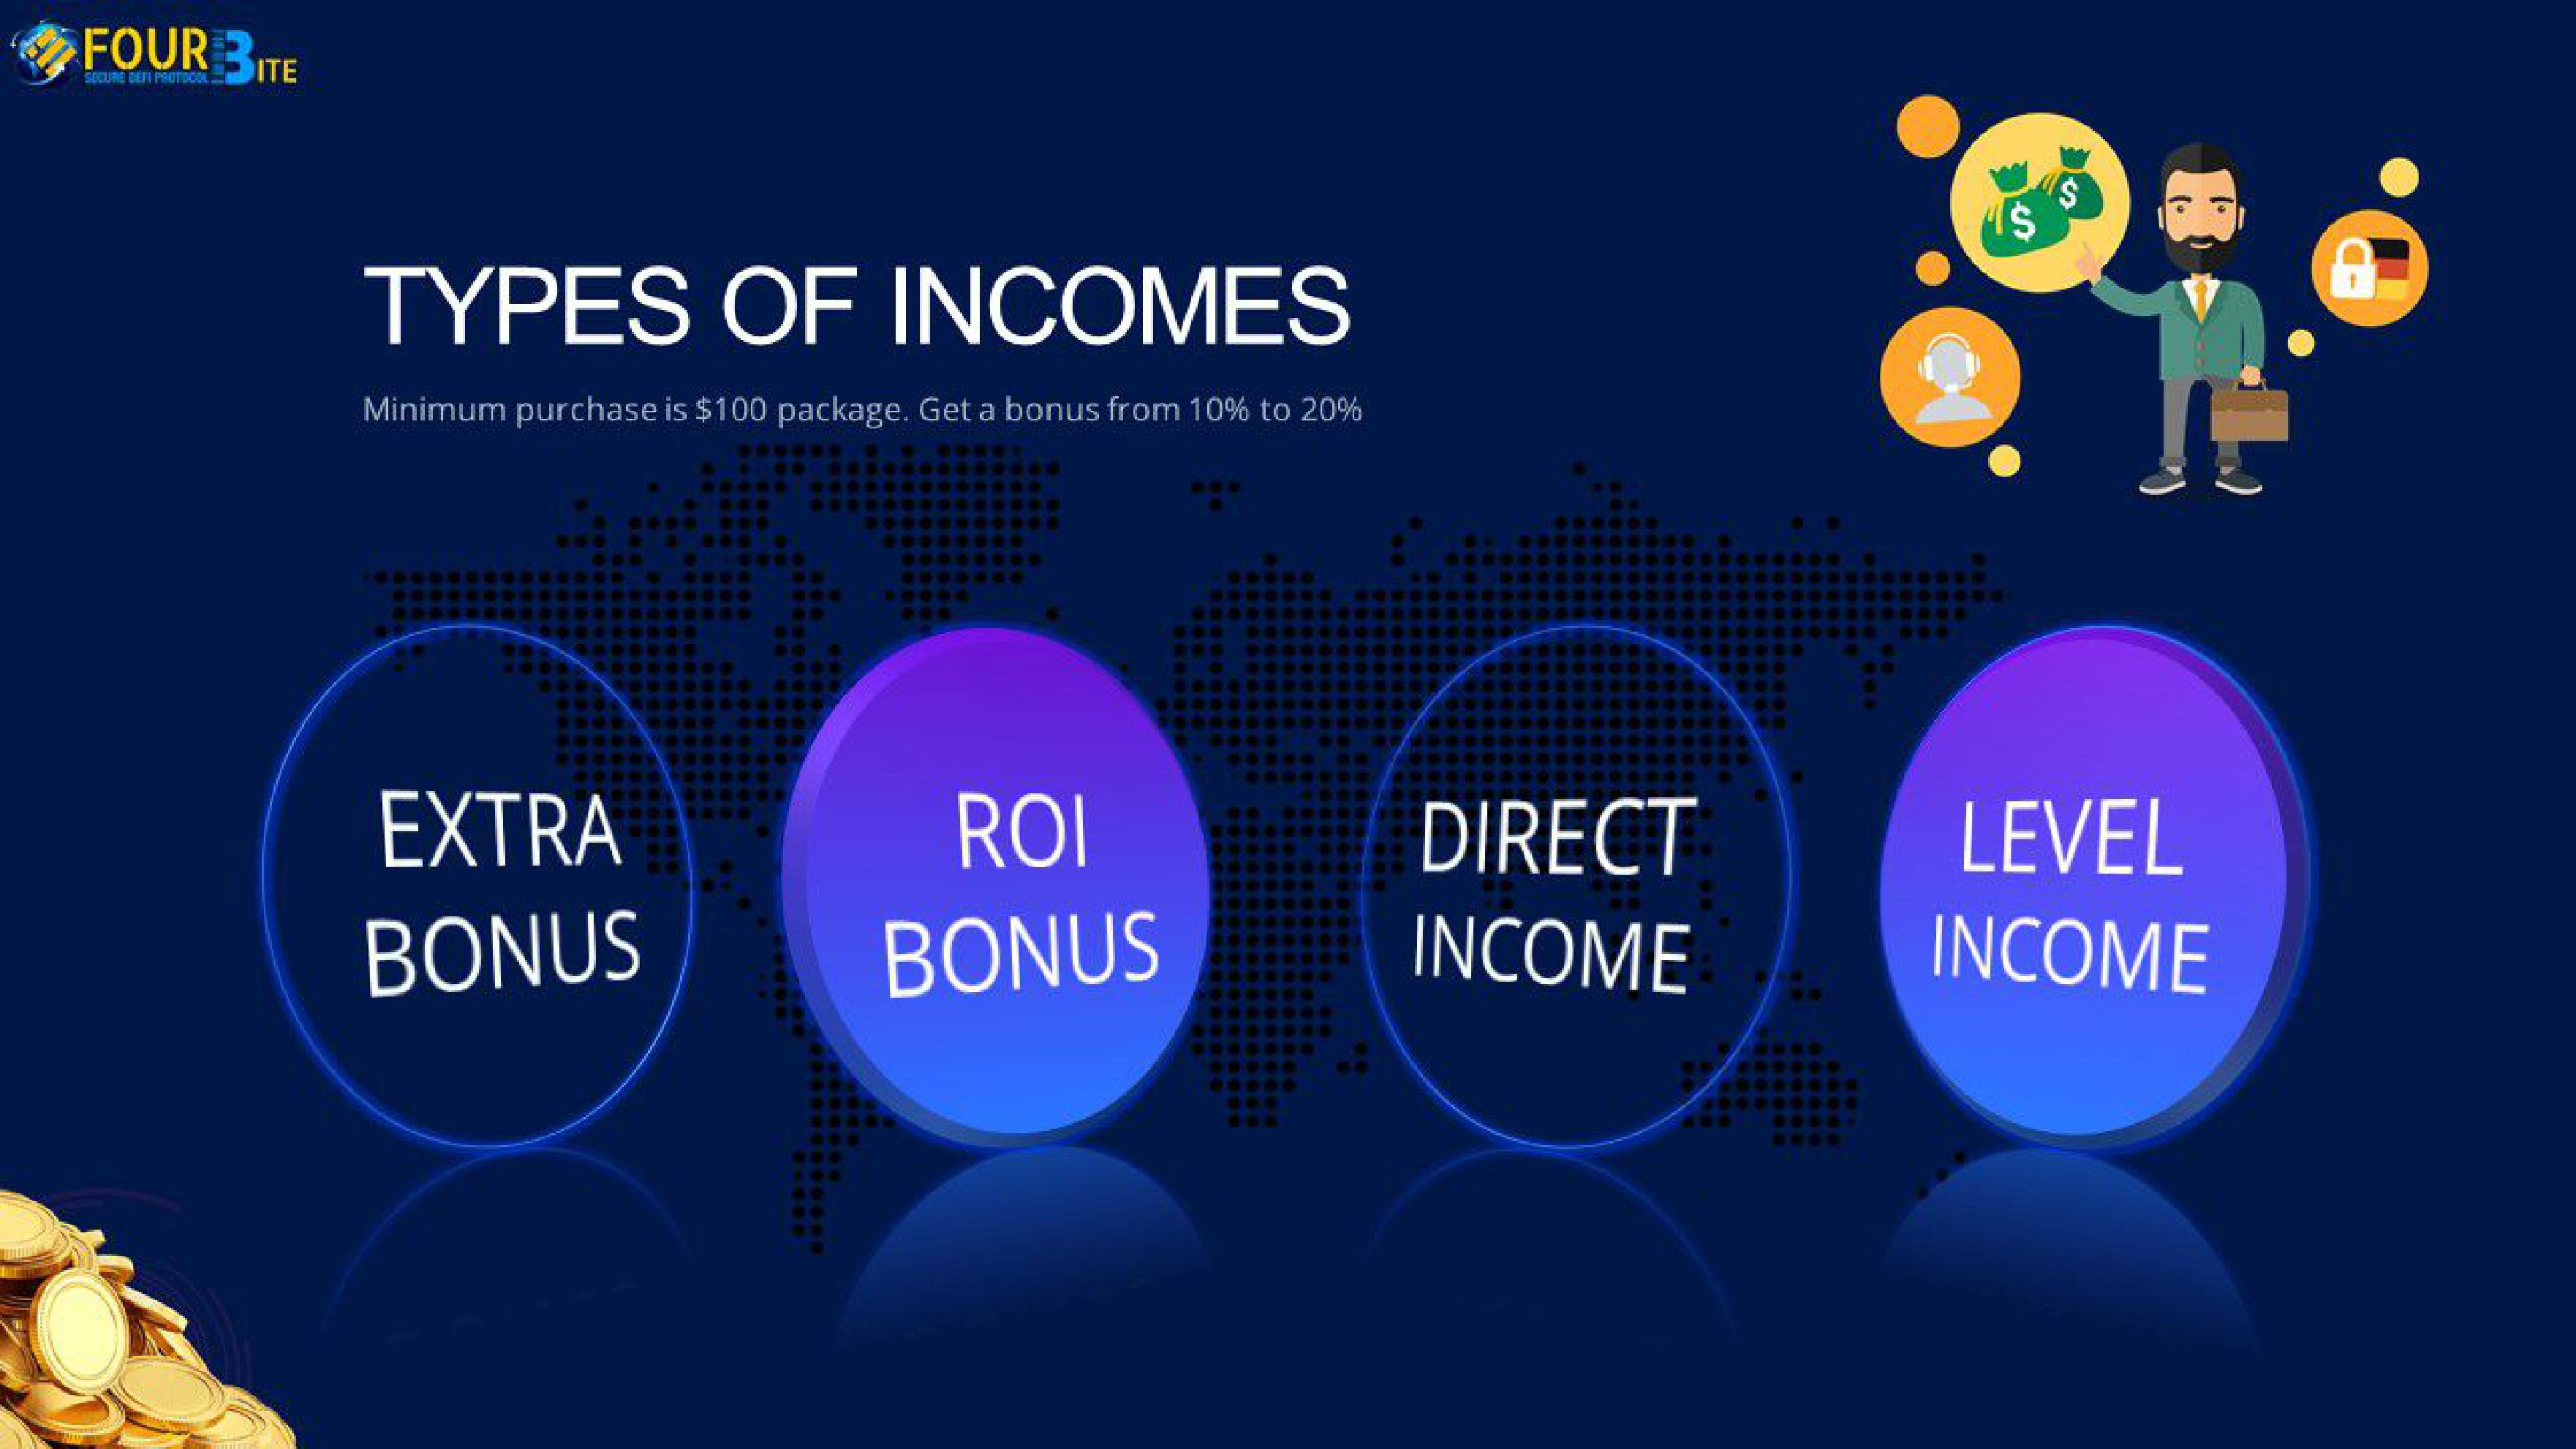 FOUR BITE
SECURE DEFI PROTOCOL
TYPES OF INCOMES
Minimum purchase is $100 package. Get a bonus from 10% to 20%
$ $
EXTRA
BONUS
ROI
BONUS
DIRECT
INCOME
LEVEL
INCOME